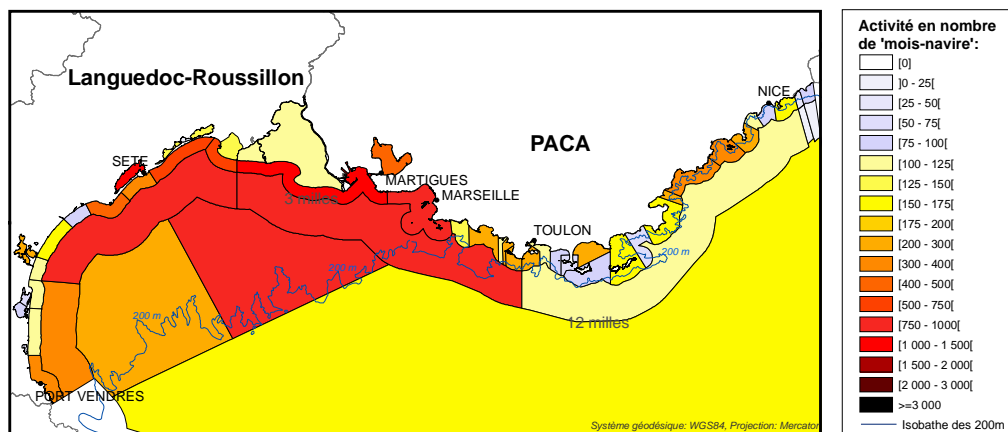 Languedoc-Roussillon
PACA
NICE
SETE
MARTIGUES
MARSEILLE
3 milles
TOULON
200 m
200 m
200 m
12 milles
PORT VENDRES
Système géodésique: WGS84, Projection: Mercator
Activité en nombre
de 'mois-navire':
[0]
]0 - 25[
[25 - 50[
[50 - 75[
[75 - 100[
[100 - 125[
[125 - 150[
[150 - 175[
[175 - 200[
[200 - 300[
[300 - 400[
[400 - 500[
[500 - 750[
[750 - 1000[
[1 000 - 1 500[
[1 500 - 2 000[
[2 000 - 3 000[
>=3 000
Isobathe des 200m